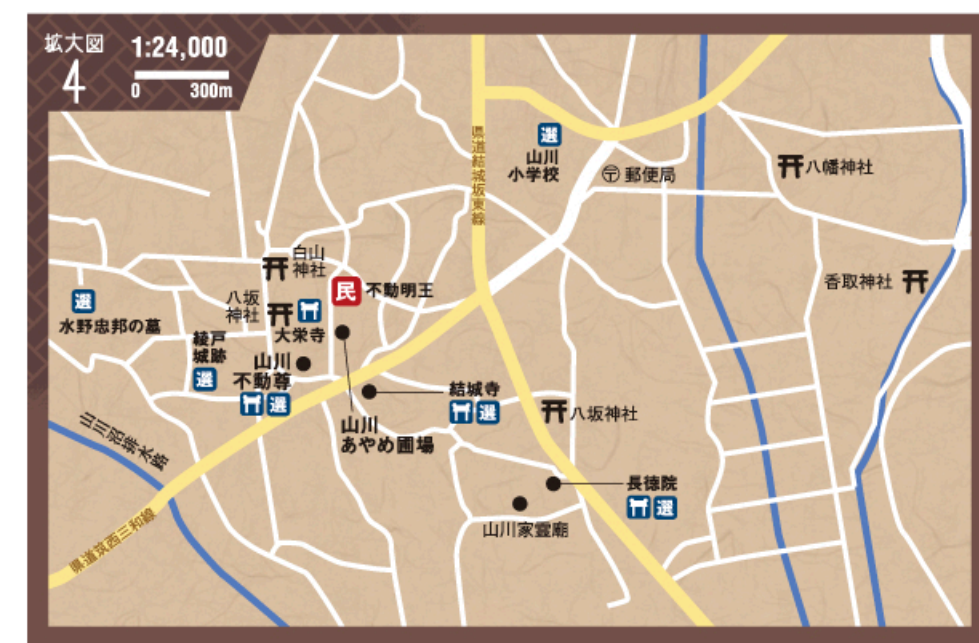 拡大図
4
1:24,000
0 300m
県道結城坂東線
選
山川
小学校
〒郵便局
八幡神社
香取神社
白山
神社
民 不動明王
八坂
神社
大栄寺
選
水野忠邦の墓
綾戸
城跡
選
山川
不動尊
選
山川
あやめ圃場
結城寺
選
八坂神社
長徳院
選
山川家霊廟
山川沼排水路
県道筑西三和線